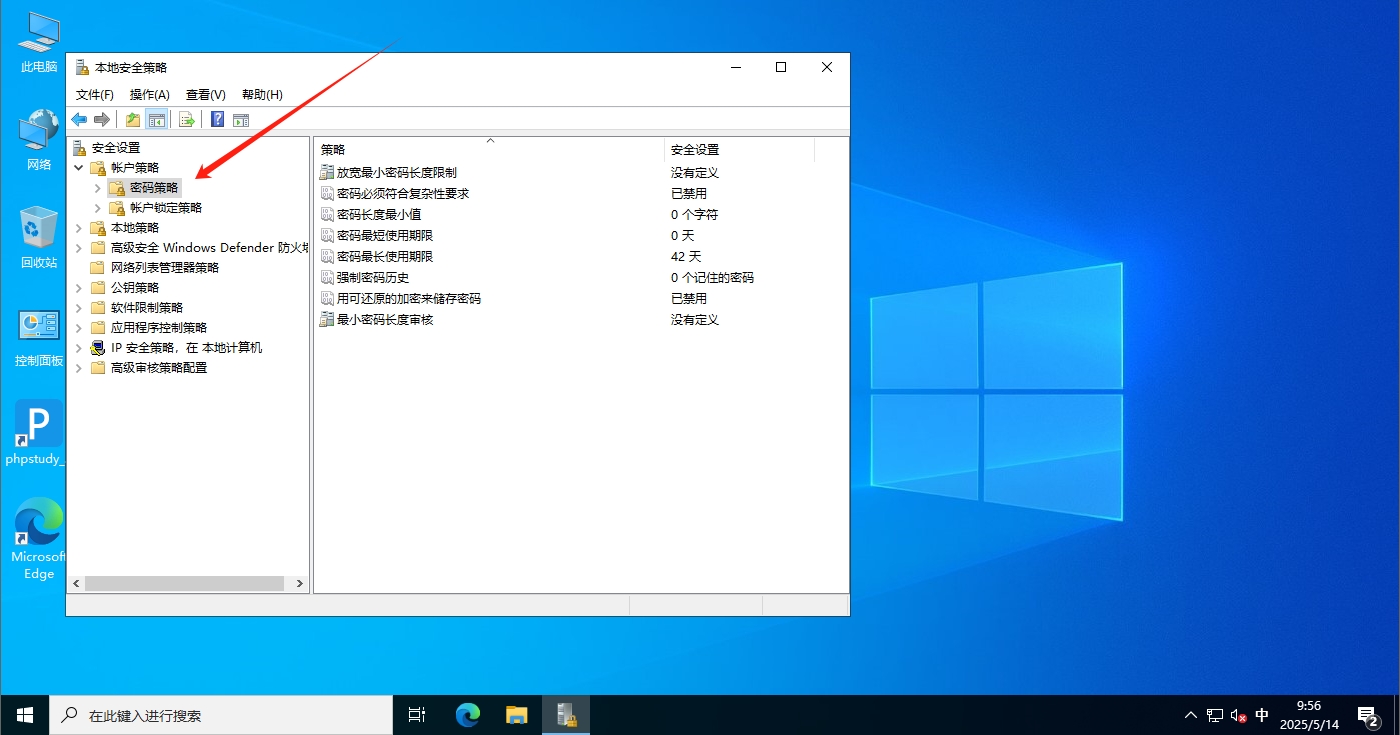 此电脑
网络
回收站
控制面板
P
phpstudy_
Microsoft
Edge
本地安全策略
文件(F) 操作(A) 查看(V) 帮助(H)
?
安全设置
帐户策略
密码策略
帐户锁定策略
本地策略
高级安全 Windows Defender 防火墙
网络列表管理器策略
公钥策略
软件限制策略
应用程序控制策略
IP 安全策略，在 本地计算机
高级审核策略配置
策略 安全设置
放宽最小密码长度限制 没有定义
密码必须符合复杂性要求 已禁用
密码长度最小值 0 个字符
密码最短使用期限 0 天
密码最长使用期限 42 天
强制密码历史 0 个记住的密码
用可还原的加密来储存密码 已禁用
最小密码长度审核 没有定义
在此键入进行搜索
中
9:56
2025/5/14
2